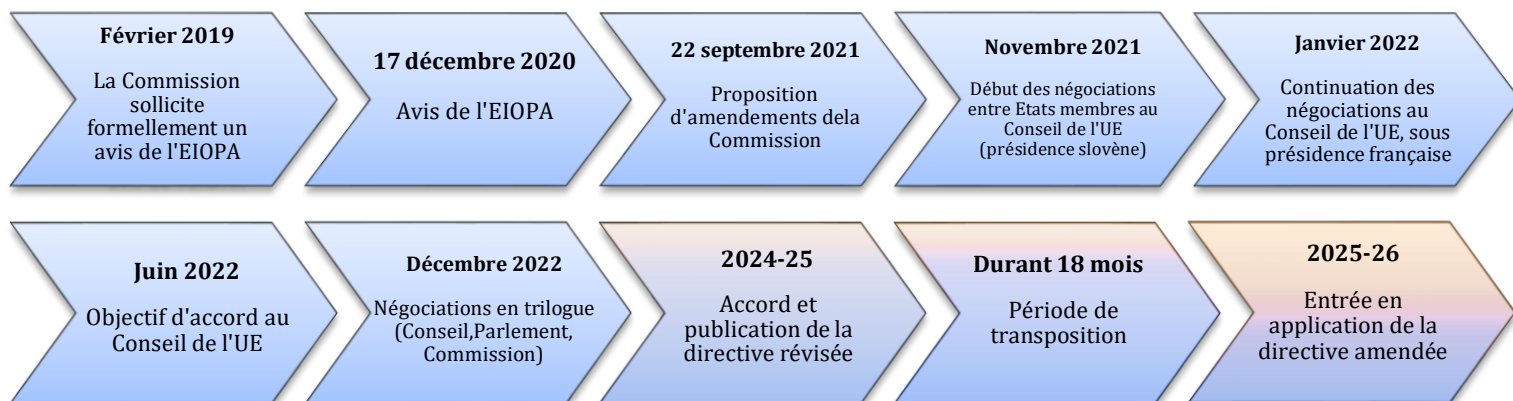 Février 2019
La Commission
sollicite
formellement un
avis de l'EIOPA
17 décembre 2020
Avis de l'EIOPA
22 septembre 2021
Proposition
d'amendements dela
Commission
Novembre 2021
Début des négociations
entre Etats membres au
Conseil de l'UE
(présidence slovène)
Janvier 2022
Continuation des
négociations au
Conseil de l'UE, sous
présidence française
Juin 2022
Objectif d'accord au
Conseil de l'UE
Décembre 2022
Négociations en trilogue
(Conseil,Parlement,
Commission)
2024-25
Accord et
publication de la
directive révisée
Durant 18 mois
Période de
transposition
2025-26
Entrée en
application de la
directive amendée